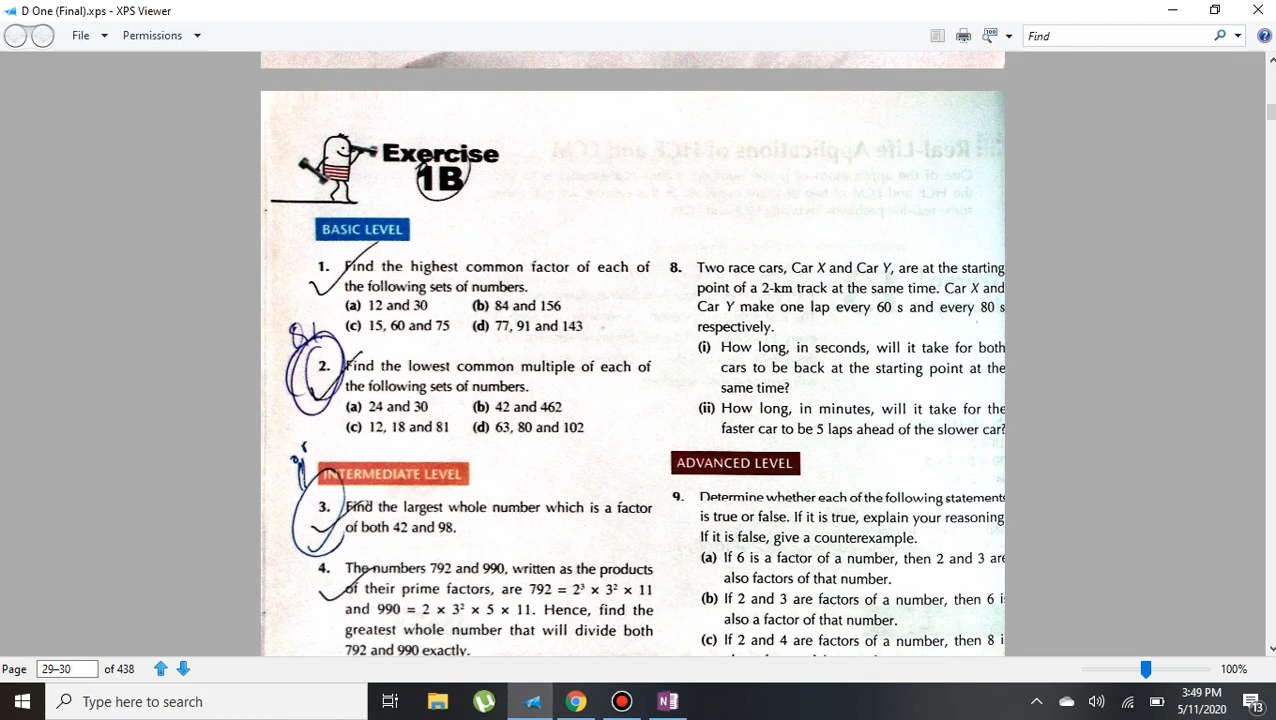 D One (Final).xps - XPS Viewer
File Permissions
Find
Exercise
1B
BASIC LEVEL
1. Find the highest common factor of each of
the following sets of numbers.
(a) 12 and 30 (b) 84 and 156
(c) 15, 60 and 75 (d) 77, 91 and 143
2. Find the lowest common multiple of each of
the following sets of numbers.
(a) 24 and 30 (b) 42 and 462
(c) 12, 18 and 81 (d) 63, 80 and 102
INTERMEDIATE LEVEL
3. Find the largest whole number which is a factor
of both 42 and 98.
4. The numbers 792 and 990, written as the products
of their prime factors, are 792 = 2³ × 3² × 11
and 990 = 2 × 3² × 5 × 11. Hence, find the
greatest whole number that will divide both
792 and 990 exactly.
8. Two race cars, Car X and Car Y, are at the starting
point of a 2-km track at the same time. Car X and
Car Y make one lap every 60 s and every 80 s
respectively.
(i) How long, in seconds, will it take for both
cars to be back at the starting point at the
same time?
(ii) How long, in minutes, will it take for the
faster car to be 5 laps ahead of the slower car?
ADVANCED LEVEL
9. Determine whether each of the following statements
is true or false. If it is true, explain your reasoning
If it is false, give a counterexample.
(a) If 6 is a factor of a number, then 2 and 3 are
also factors of that number.
(b) If 2 and 3 are factors of a number, then 6 i
also a factor of that number.
(c) If 2 and 4 are factors of a number, then 8 i
Page 29-30 of 438 100%
Type here to search
3:49 PM
5/11/2020
13